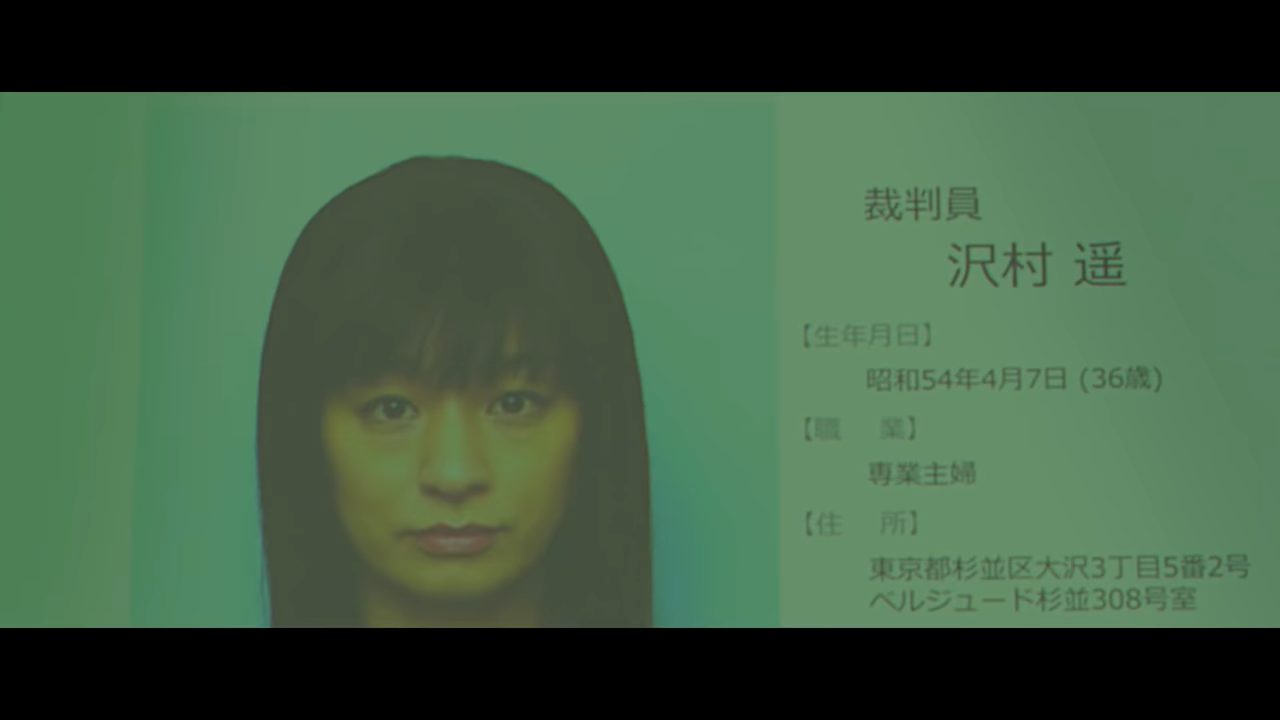 裁判員
沢村 遥
【生年月日】
昭和54年4月7日 (36歳)
【職 業】
専業主婦
【住 所】
東京都杉並区大沢3丁目5番2号
ベルジュード杉並308号室